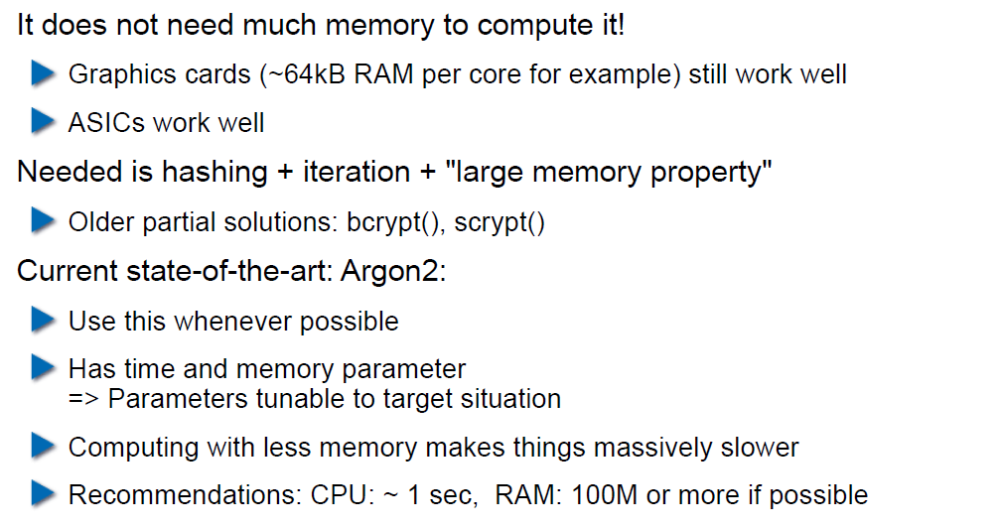 It does not need much memory to compute it!
Graphics cards (~64kB RAM per core for example) still work well
ASICs work well
Needed is hashing + iteration + "large memory property"
Older partial solutions: bcrypt(), scrypt()
Current state-of-the-art: Argon2:
Use this whenever possible
Has time and memory parameter
=> Parameters tunable to target situation
Computing with less memory makes things massively slower
Recommendations: CPU: ~ 1 sec, RAM: 100M or more if possible